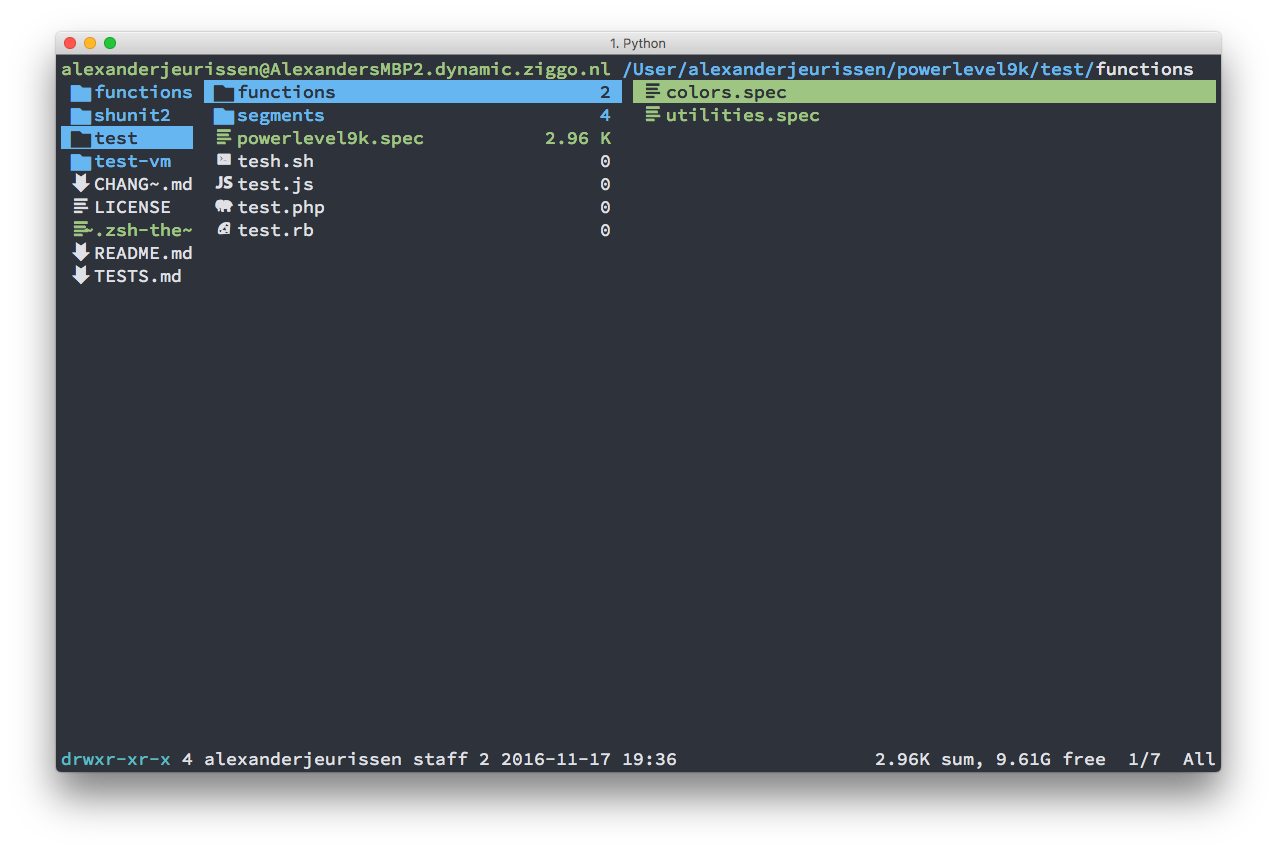 1. Python
alexanderjeurissen@AlexandersMBP2.dynamic.ziggo.nl /User/alexanderjeurissen/powerlevel9k/test/functions
functions functions 2 colors.spec
shunit2 segments 4 utilities.spec
test powerlevel9k.spec 2.96 K
test-vm tesh.sh 0
CHANG~.md JS test.js 0
LICENSE test.php 0
~.zsh-the~ test.rb 0
README.md
TESTS.md
drwxr-xr-x 4 alexanderjeurissen staff 2 2016-11-17 19:36 2.96K sum, 9.61G free 1/7 All